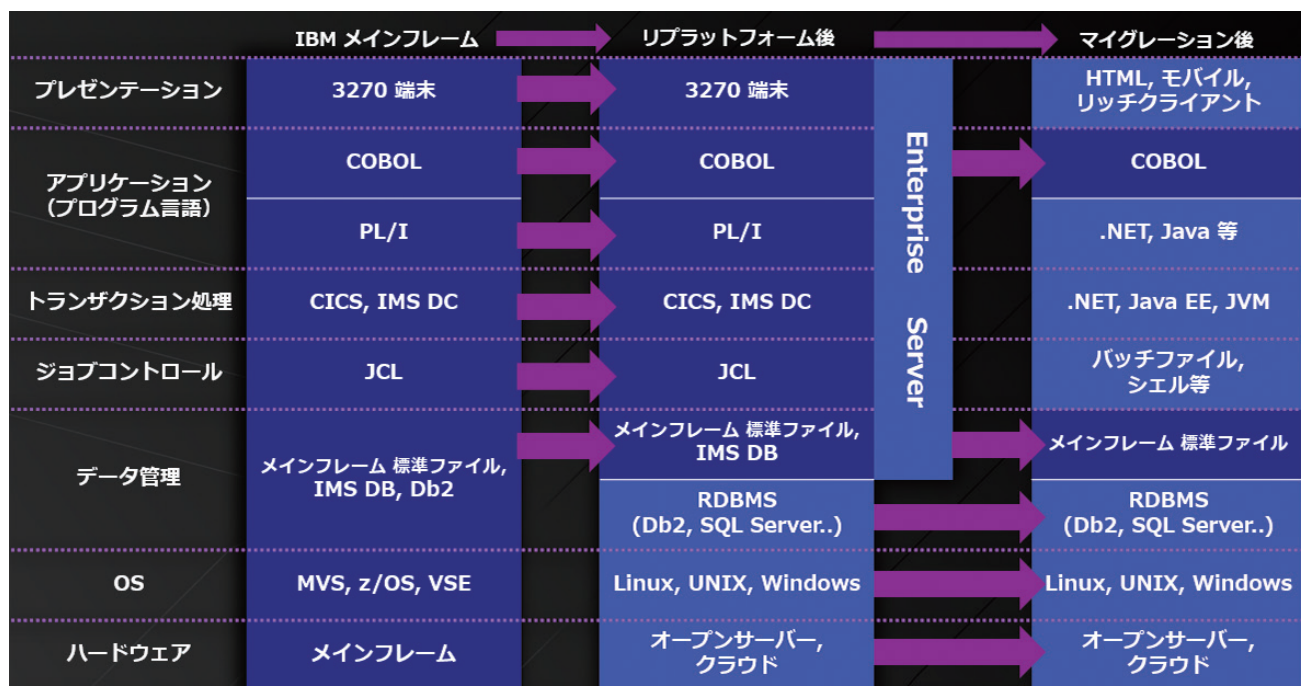 IBM メインフレーム
リプラットフォーム後
マイグレーション後
プレゼンテーション
3270 端末
3270 端末
HTML, モバイル,
リッチクライアント
アプリケーション
（プログラム言語）
COBOL
COBOL
COBOL
PL/I
PL/I
.NET, Java 等
トランザクション処理
CICS, IMS DC
CICS, IMS DC
.NET, Java EE, JVM
ジョブコントロール
JCL
JCL
バッチファイル,
シェル等
Enterprise Server
データ管理
メインフレーム 標準ファイル,
IMS DB, Db2
メインフレーム 標準ファイル,
IMS DB
メインフレーム 標準ファイル
RDBMS
(Db2, SQL Server..)
RDBMS
(Db2, SQL Server..)
OS
MVS, z/OS, VSE
Linux, UNIX, Windows
Linux, UNIX, Windows
ハードウェア
メインフレーム
オープンサーバー,
クラウド
オープンサーバー,
クラウド